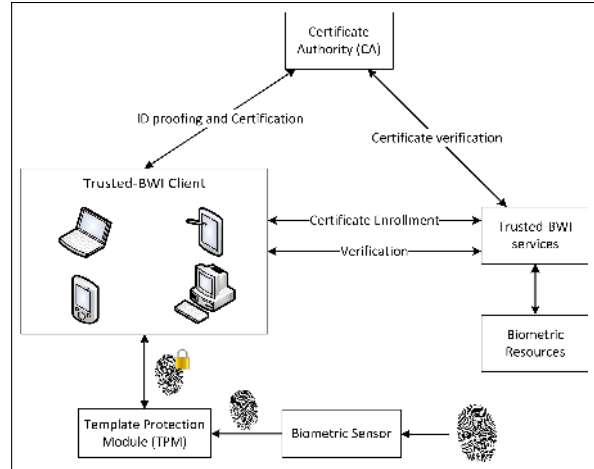 Certificate
Authority (CA)
ID proofing and Certification
Certificate verification
Trusted-BWI Client
Certificate Enrollment
Verification
Trusted BWI
services
Biometric
Resources
Template Protection
Module (TPM)
Biometric Sensor